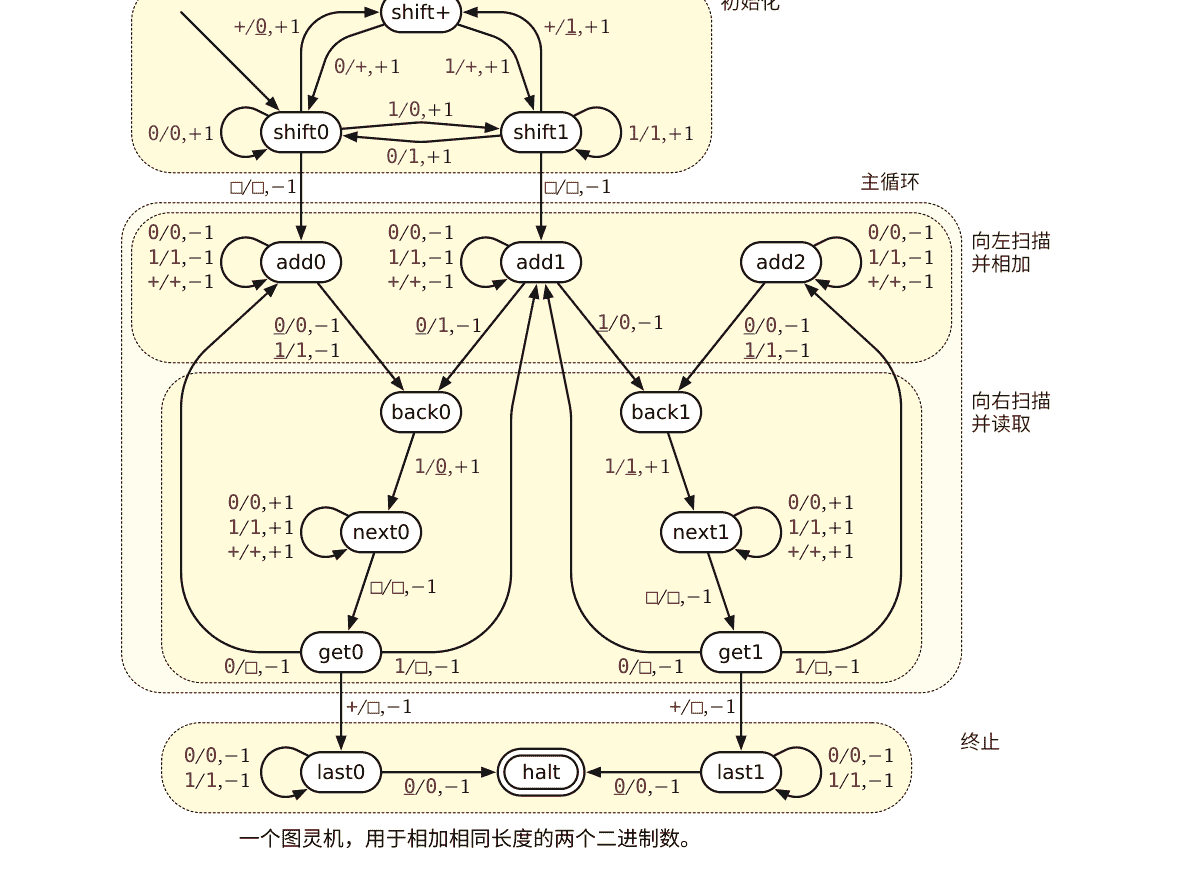 初始化
shift+
+/0,+1
+/1,+1
0/+,+1
1/+,+1
1/0,+1
0/0,+1
shift0
shift1
1/1,+1
0/1,+1
□/□,−1
□/□,−1
主循环
0/0,−1
1/1,−1
+/+,−1
add0
0/0,−1
1/1,−1
+/+,−1
add1
add2
0/0,−1
1/1,−1
+/+,−1
向左扫描
并相加
0/0,−1
1/1,−1
0/1,−1
1/0,−1
0/0,−1
1/1,−1
back0
back1
向右扫描
并读取
1/0,+1
1/1,+1
0/0,+1
1/1,+1
+/+,+1
next0
next1
0/0,+1
1/1,+1
+/+,+1
□/□,−1
□/□,−1
get0
get1
0/□,−1
1/□,−1
0/□,−1
1/□,−1
+/□,−1
+/□,−1
终止
0/0,−1
1/1,−1
last0
0/0,−1
halt
0/0,−1
last1
0/0,−1
1/1,−1
一个图灵机，用于相加相同长度的两个二进制数。